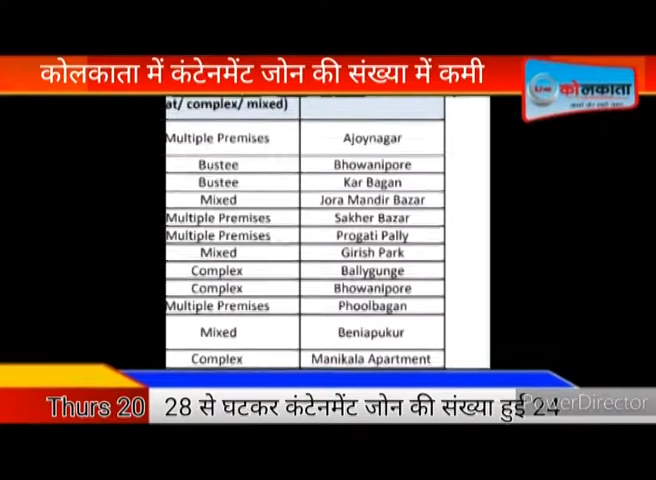 कोलकाता में कंटेनमेंट जोन की संख्या में कमी
कोलकाता
at/ complex/ mixed)
Multiple Premises Ajoynagar
Bustee Bhowanipore
Bustee Kar Bagan
Mixed Jora Mandir Bazar
Multiple Premises Sakher Bazar
Multiple Premises Progati Pally
Mixed Girish Park
Complex Ballygunge
Complex Bhowanipore
Multiple Premises Phoolbagan
Mixed Beniapukur
Complex Manikala Apartment
Thurs 20 28 से घटकर कंटेनमेंट जोन की संख्या हुई 24
PowerDirector